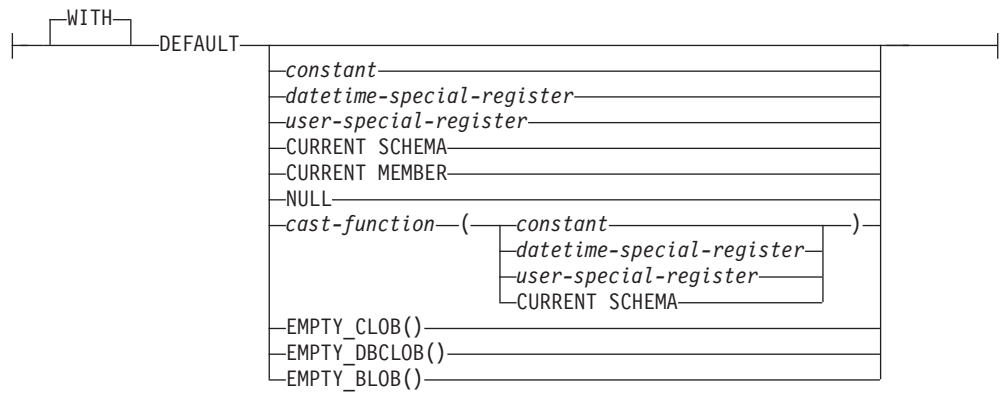 WITH
DEFAULT
constant
datetime-special-register
user-special-register
CURRENT SCHEMA
CURRENT MEMBER
NULL
cast-function ( constant )
datetime-special-register
user-special-register
CURRENT SCHEMA
EMPTY_CLOB()
EMPTY_DBCLOB()
EMPTY_BLOB()